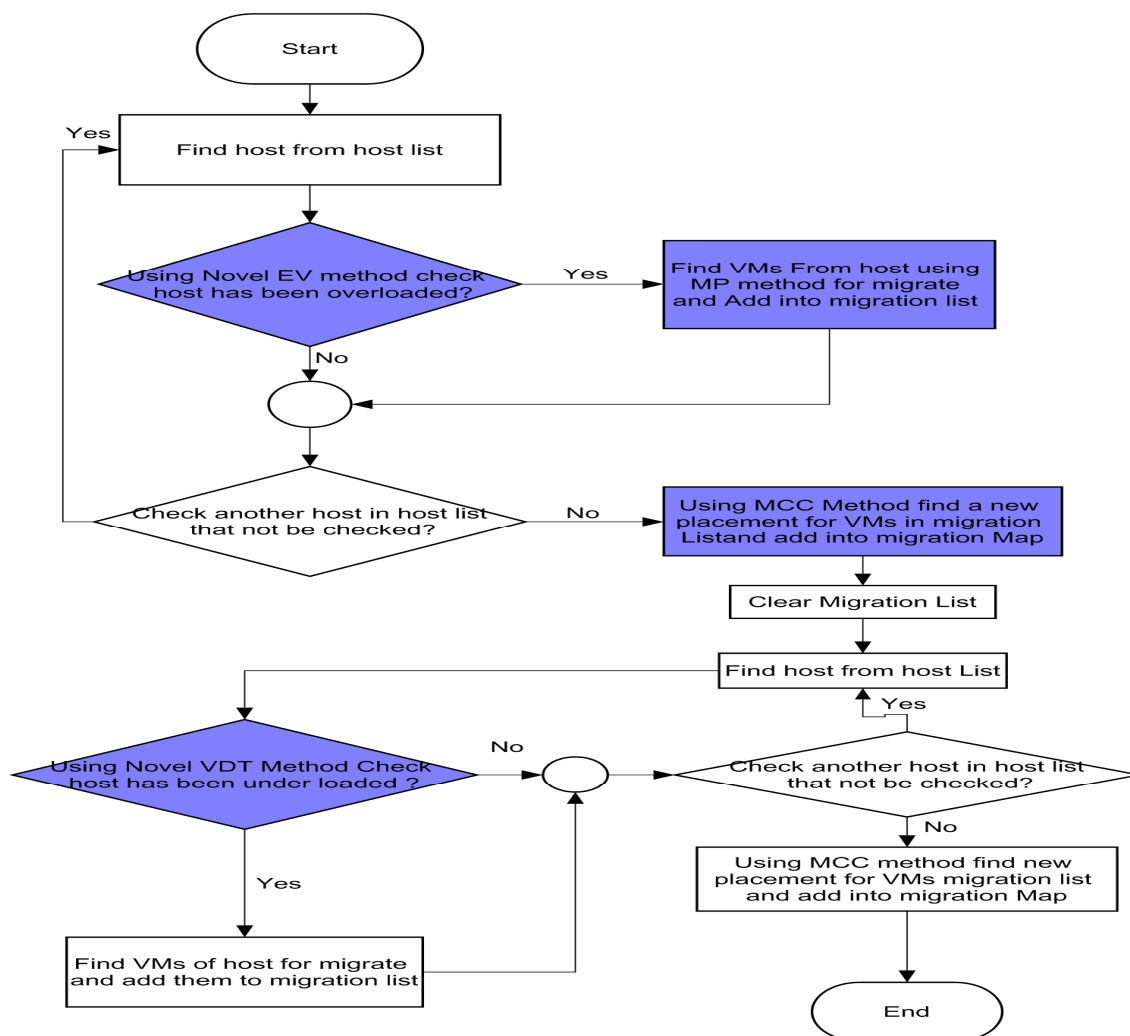 Start
Yes
Find host from host list
Using Novel EV method check
host has been overloaded?
Yes
Find VMs From host using
MP method for migrate
and Add into migration list
No
Check another host in host list
that not be checked?
No
Using MCC Method find a new
placement for VMs in migration
Listand add into migration Map
Clear Migration List
Find host from host List
Yes
Using Novel VDT Method Check
host has been under loaded ?
No
Check another host in host list
that not be checked?
No
Yes
Using MCC method find new
placement for VMs migration list
and add into migration Map
Find VMs of host for migrate
and add them to migration list
End